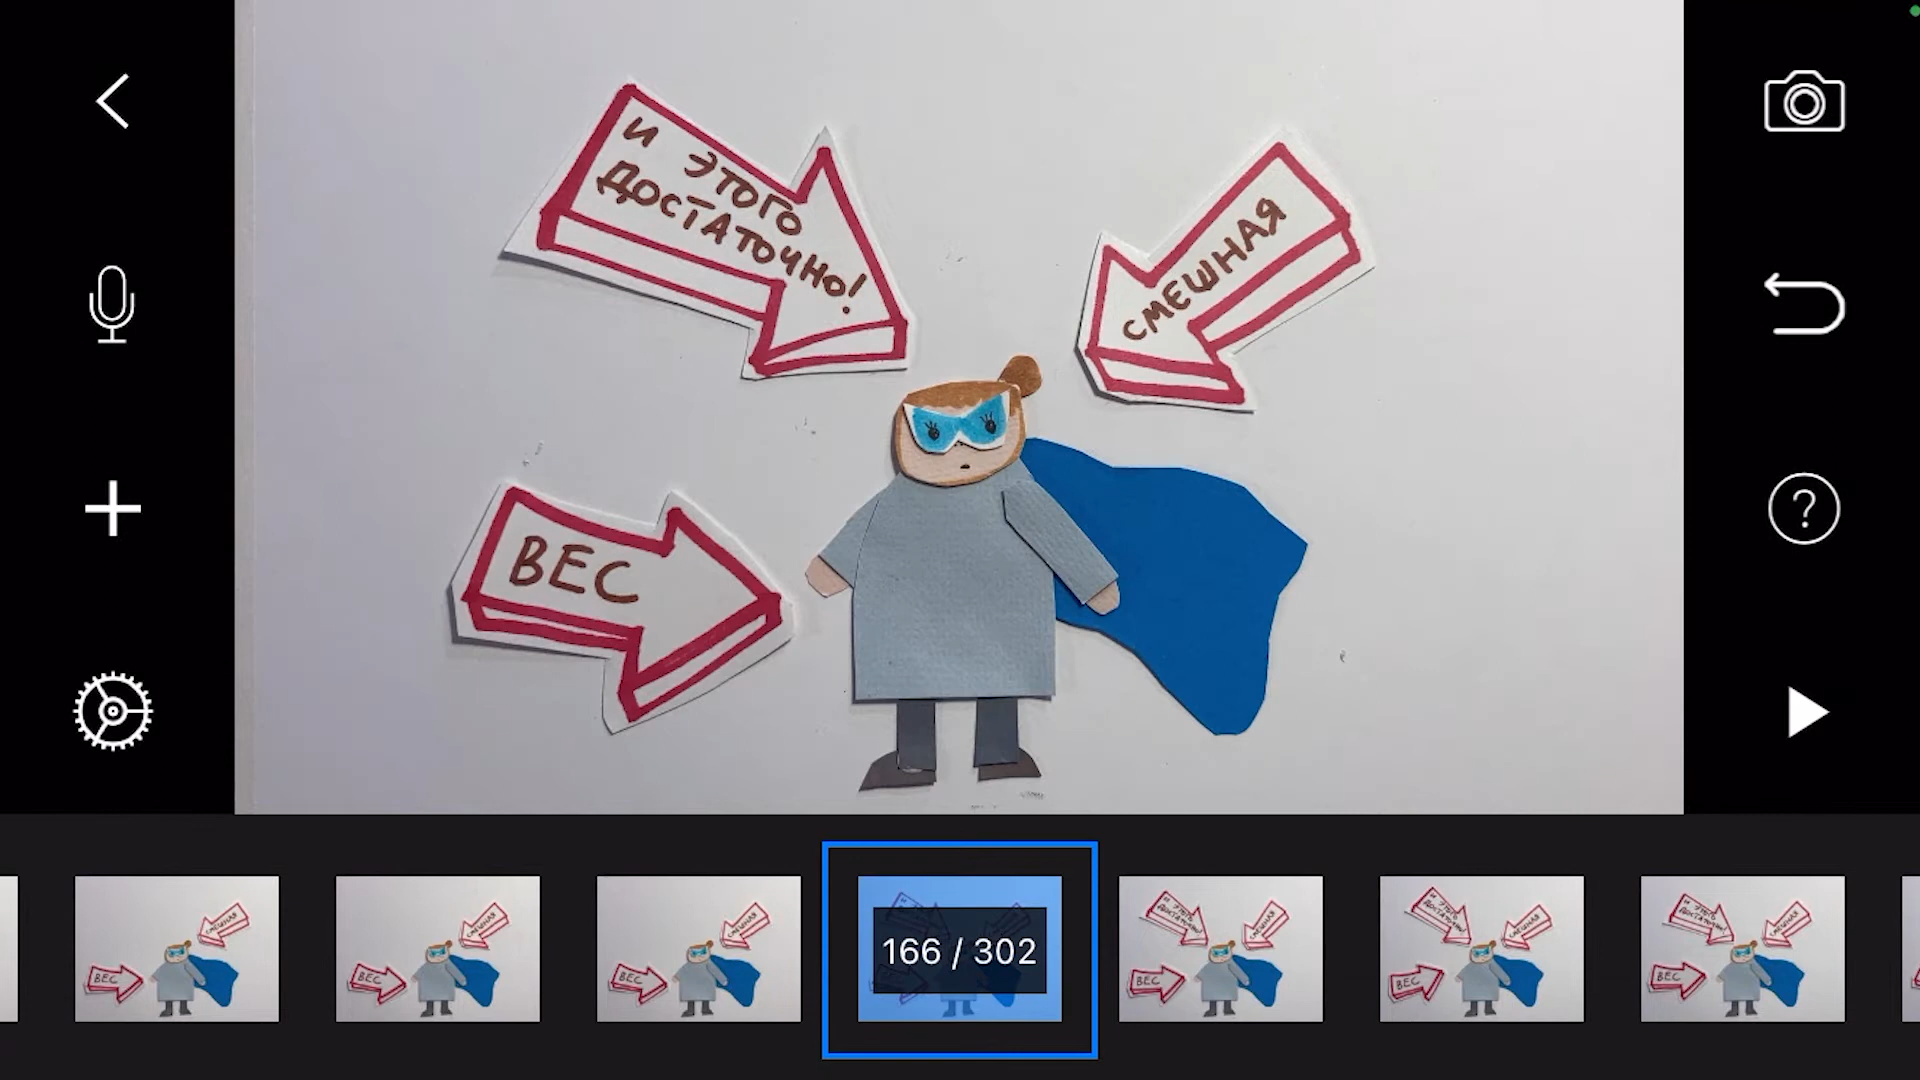 и этого
достаточно!
смешная
ВЕС
166 / 302